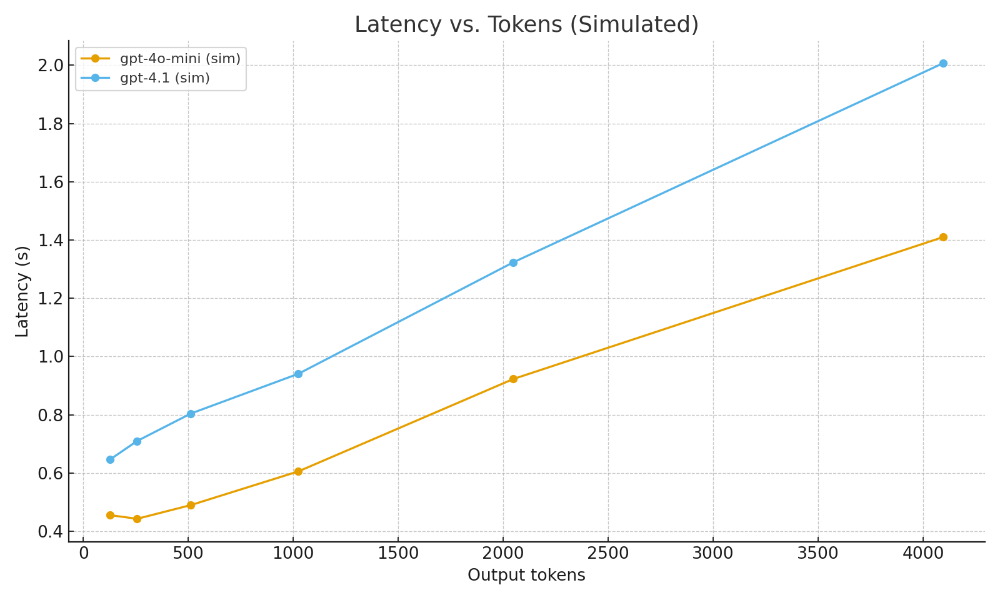 Latency vs. Tokens (Simulated)
gpt-4o-mini (sim)
gpt-4.1 (sim)
Latency (s)
2.0
1.8
1.6
1.4
1.2
1.0
0.8
0.6
0.4
0 500 1000 1500 2000 2500 3000 3500 4000
Output tokens